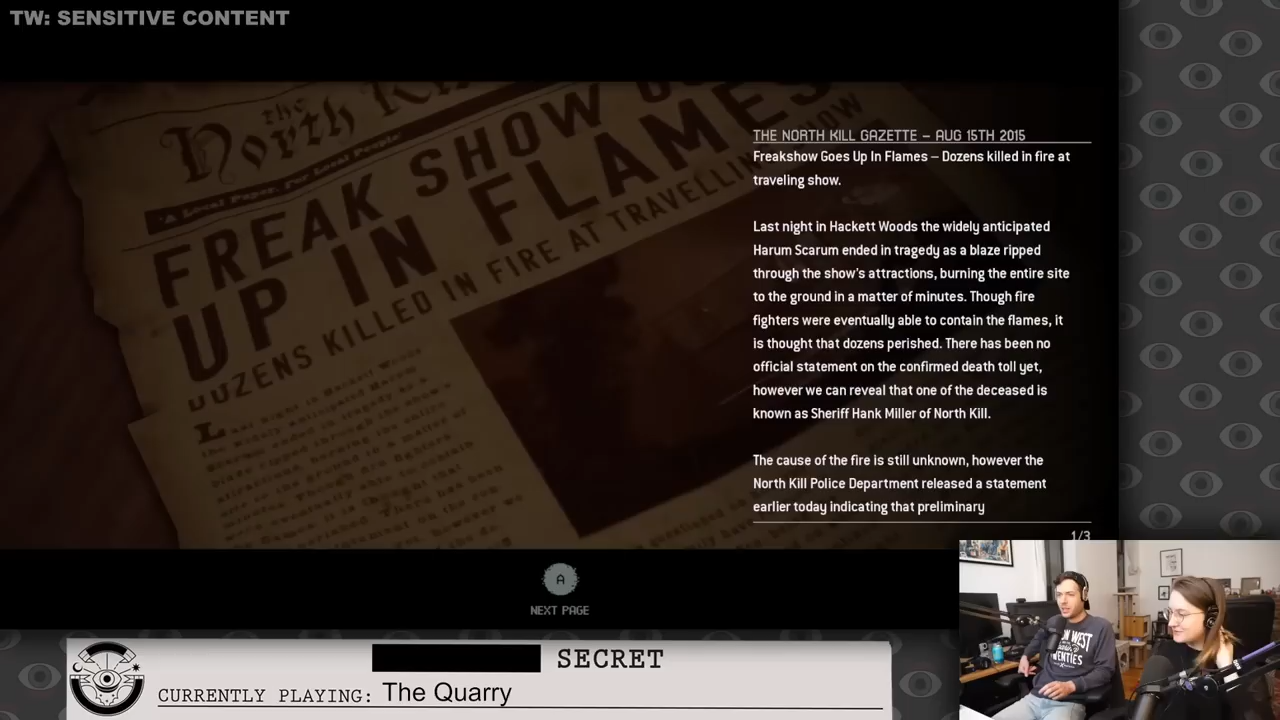 TW: SENSITIVE CONTENT
the
North
"A Local Paper, For Local People"
FREAK SHOW
UP IN FLAMES
DOZENS KILLED IN FIRE AT TRAVELLING SHOW
THE NORTH KILL GAZETTE – AUG 15TH 2015
Freakshow Goes Up In Flames – Dozens killed in fire at
traveling show.
Last night in Hackett Woods the widely anticipated
Harum Scarum ended in tragedy as a blaze ripped
through the show's attractions, burning the entire site
to the ground in a matter of minutes. Though fire
fighters were eventually able to contain the flames, it
is thought that dozens perished. There has been no
official statement on the confirmed death toll yet,
however we can reveal that one of the deceased is
known as Sheriff Hank Miller of North Kill.
The cause of the fire is still unknown, however the
North Kill Police Department released a statement
earlier today indicating that preliminary
1/3
A
NEXT PAGE
SECRET
CURRENTLY PLAYING: The Quarry